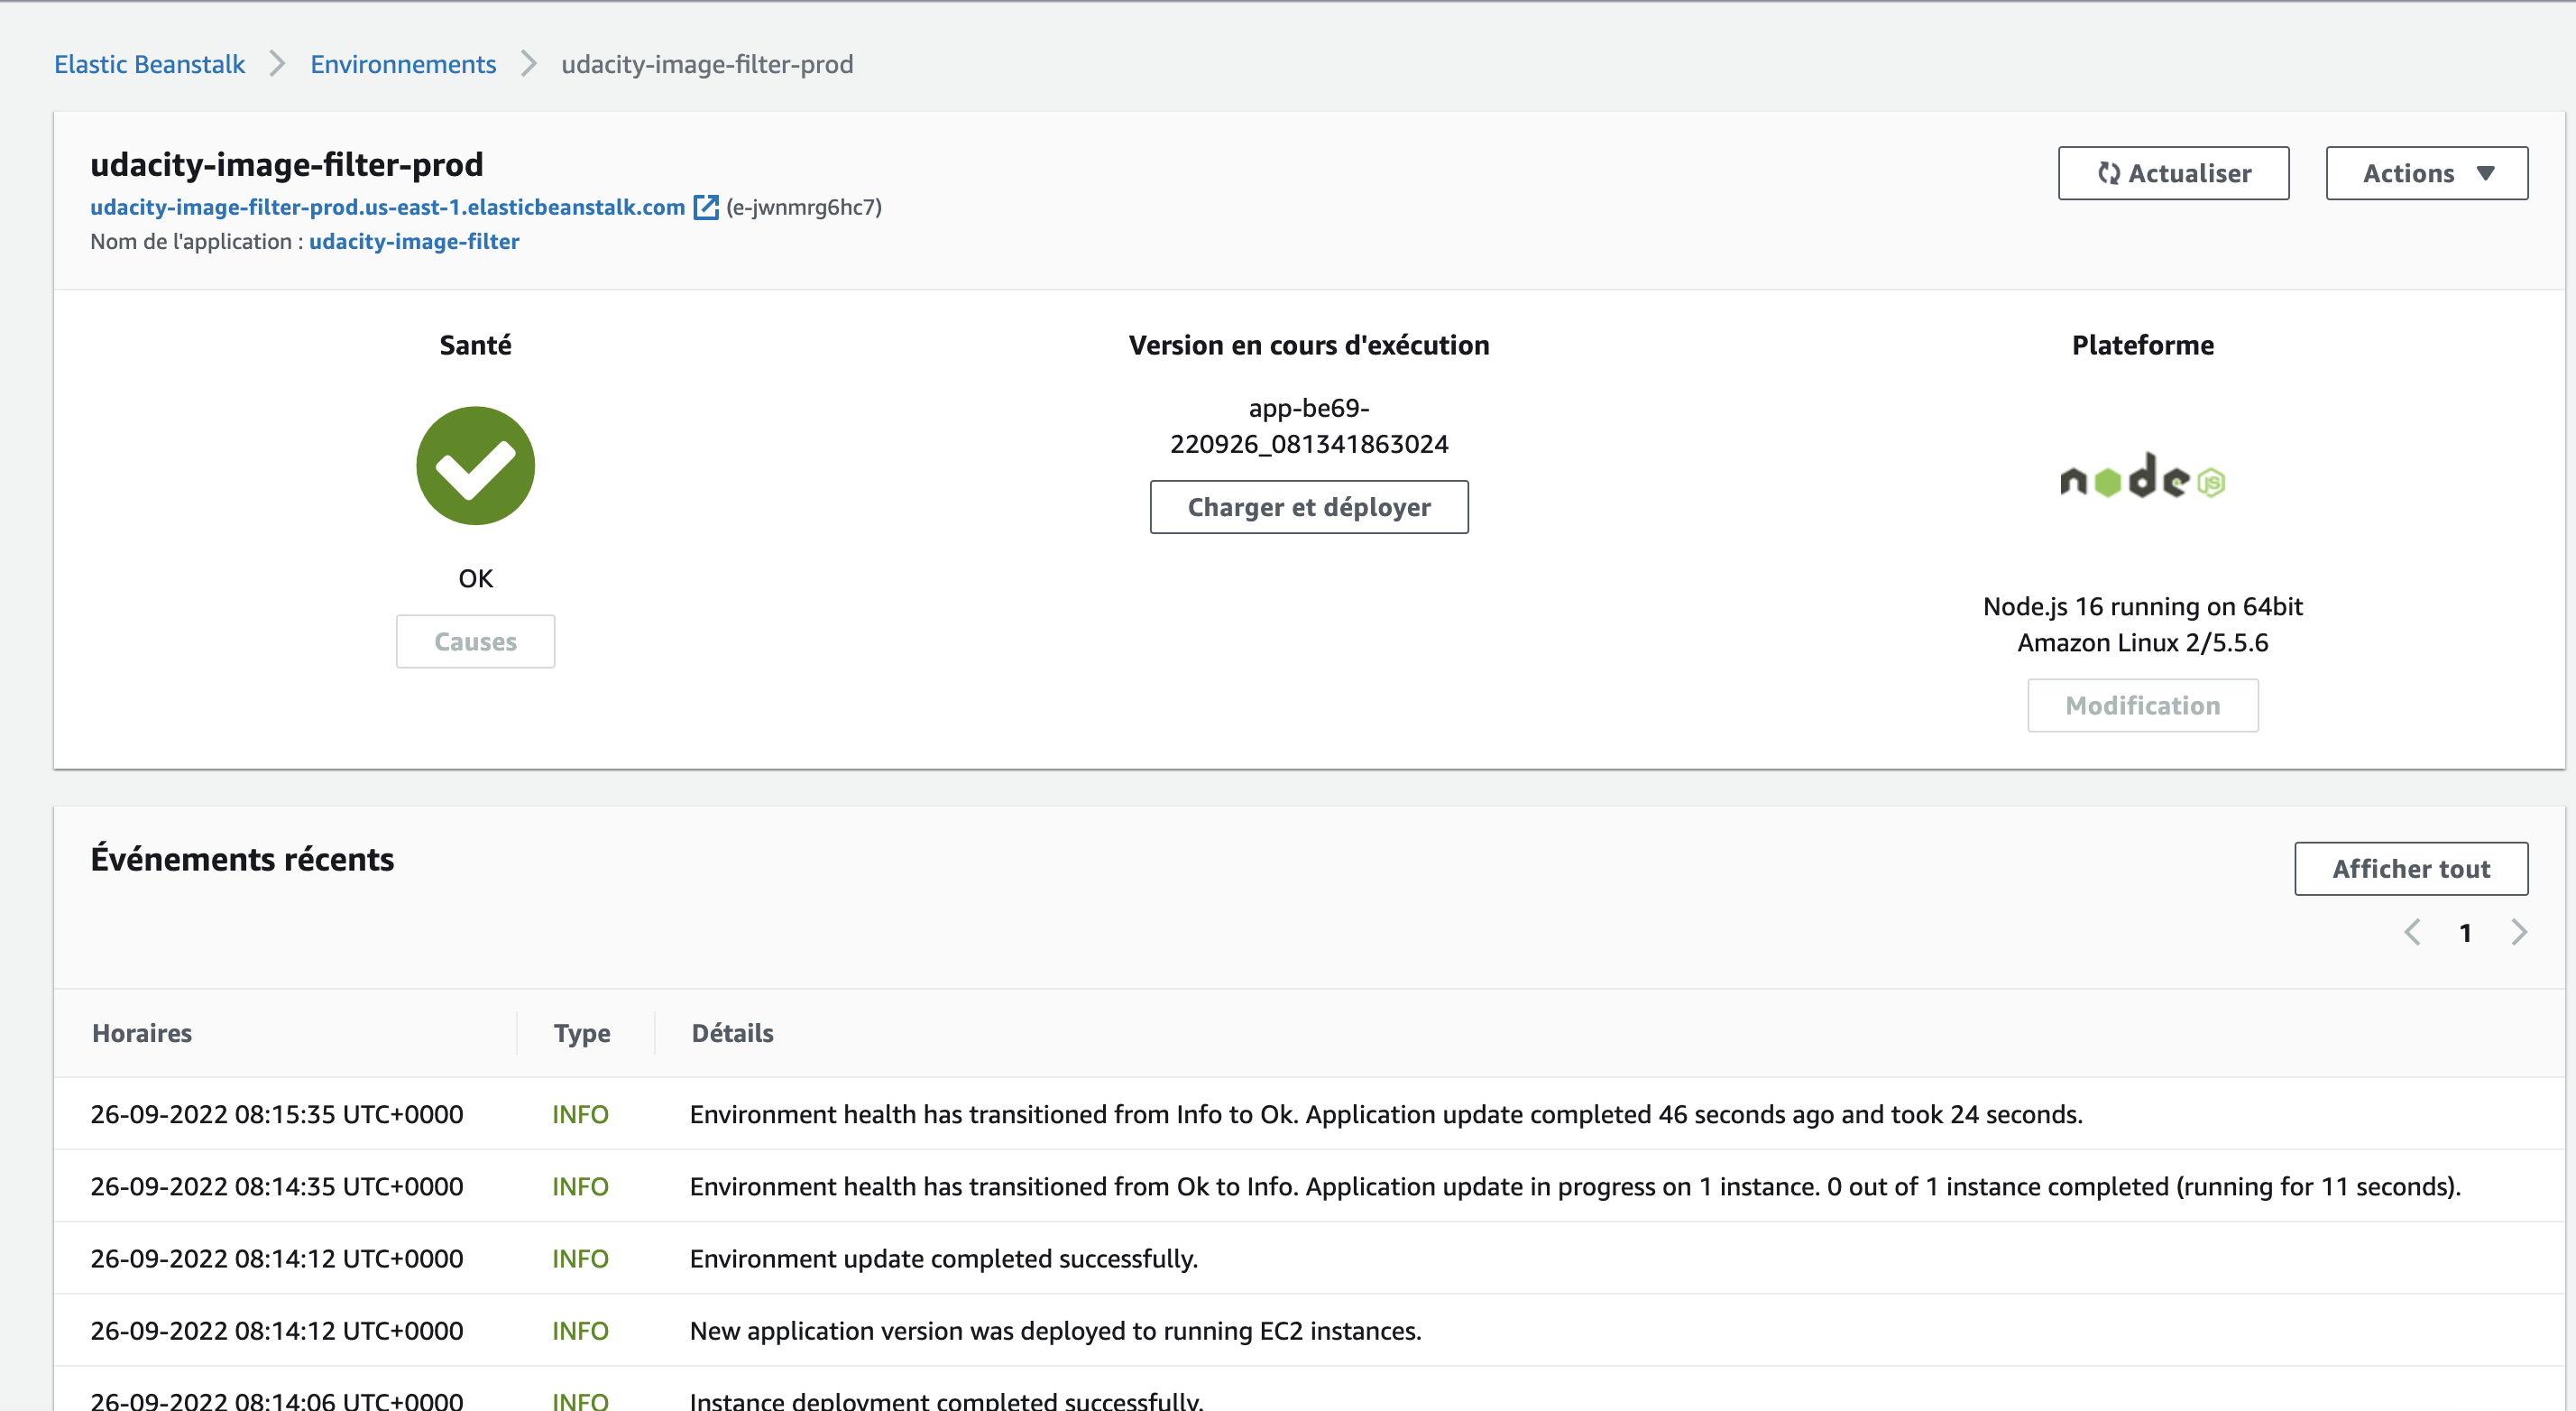 Elastic Beanstalk
Environnements
udacity-image-filter-prod
udacity-image-filter-prod
udacity-image-filter-prod.us-east-1.elasticbeanstalk.com (e-jwnmrg6hc7)
Nom de l'application : udacity-image-filter
Actualiser
Actions
Santé
OK
Causes
Version en cours d'exécution
app-be69-
220926_081341863024
Charger et déployer
Plateforme
node
JS
Node.js 16 running on 64bit
Amazon Linux 2/5.5.6
Modification
Événements récents
Afficher tout
1
Horaires Type Détails
26-09-2022 08:15:35 UTC+0000 INFO Environment health has transitioned from Info to Ok. Application update completed 46 seconds ago and took 24 seconds.
26-09-2022 08:14:35 UTC+0000 INFO Environment health has transitioned from Ok to Info. Application update in progress on 1 instance. 0 out of 1 instance completed (running for 11 seconds).
26-09-2022 08:14:12 UTC+0000 INFO Environment update completed successfully.
26-09-2022 08:14:12 UTC+0000 INFO New application version was deployed to running EC2 instances.
26-09-2022 08:14:06 UTC+0000 INFO Instance deployment completed successfully.